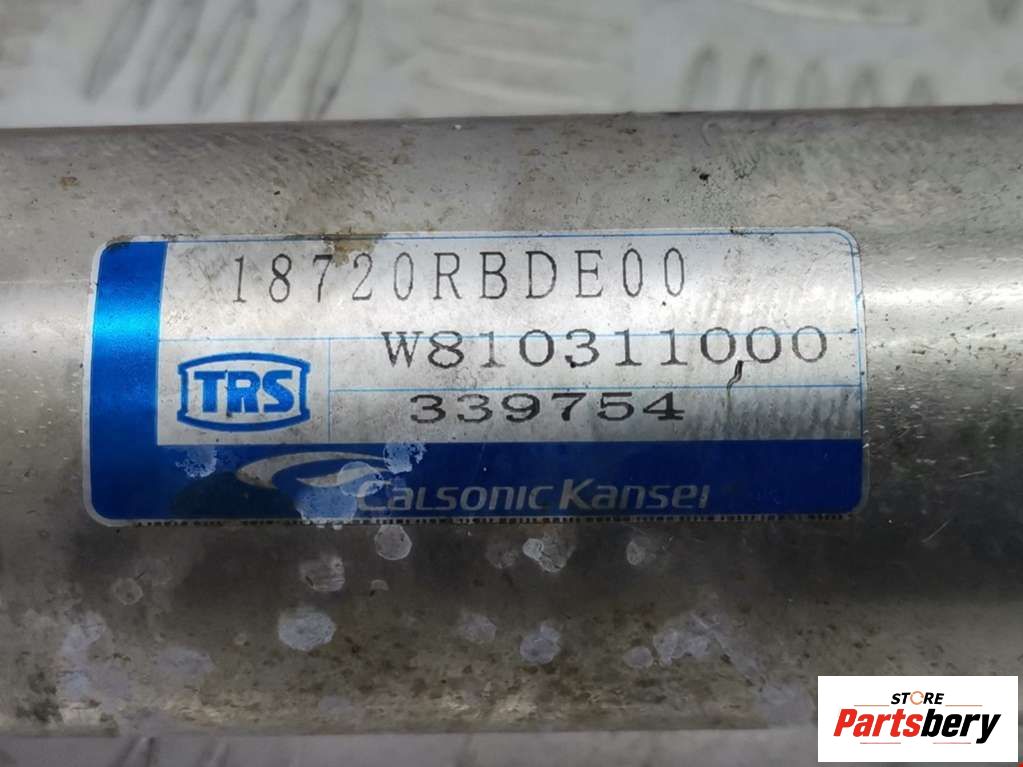 18720RBDE00
W810311000
TRS
339754
Calsonic Kansei
STORE
Partsbery